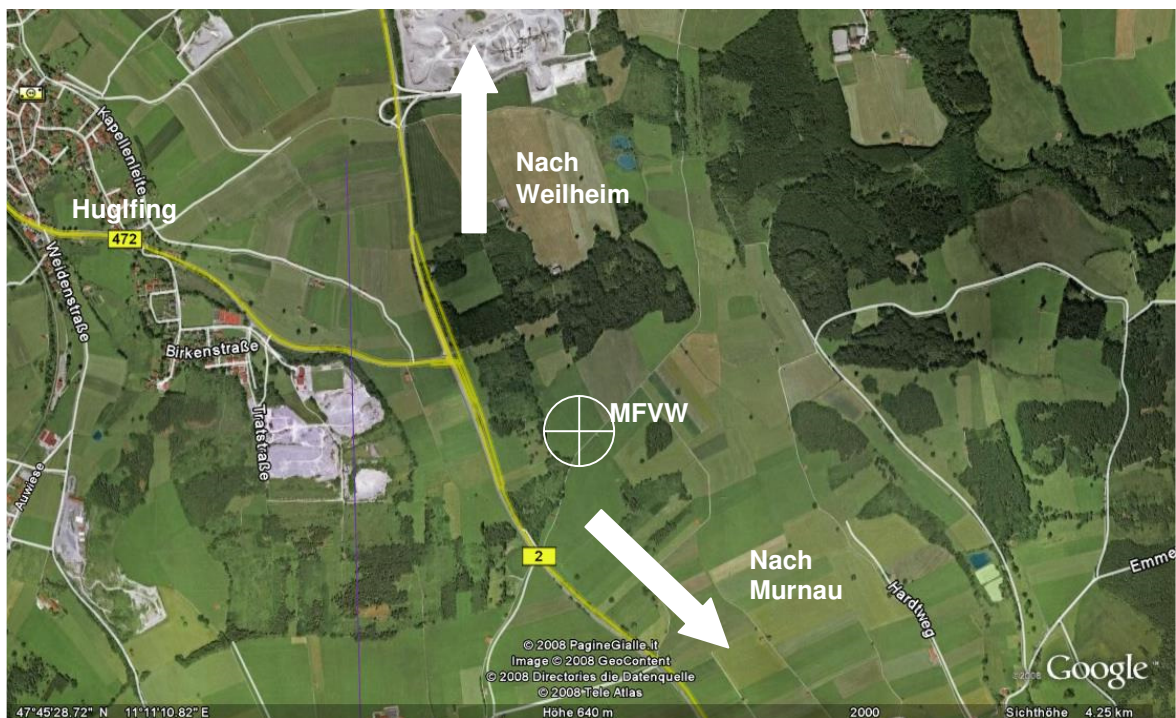 Kapellenleite
Nach
Weilheim
Huglfing
472
Weidenstraße
Birkenstraße
Tratstraße
MFVW
Auwiese
2
Nach
Murnau
Hardtweg
Emme
© 2008 PagineGialle.it
Image © 2008 GeoContent
© 2008 Directories die Datenquelle
© 2008 Tele Atlas
©2008 Google™
47°45'28.72" N 11°11'10.82" E Höhe 640 m 2000 Sichthöhe 4.25 km